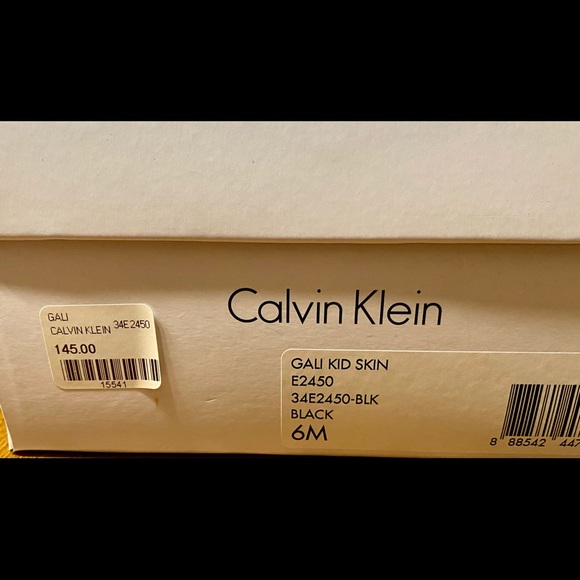 Calvin Klein
GALI
CALVIN KLEIN 34E2450
145.00
15541
GALI KID SKIN
E2450
34E2450-BLK
BLACK
6M
8 88542 447